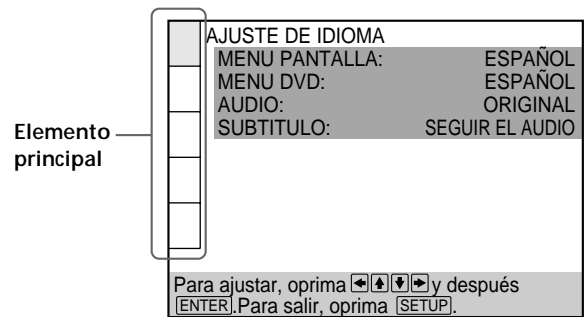 AJUSTE DE IDIOMA
MENU PANTALLA: ESPAÑOL
MENU DVD: ESPAÑOL
AUDIO: ORIGINAL
SUBTITULO: SEGUIR EL AUDIO
Elemento
principal
Para ajustar, oprima ←↑↓→ y después
ENTER.Para salir, oprima SETUP.